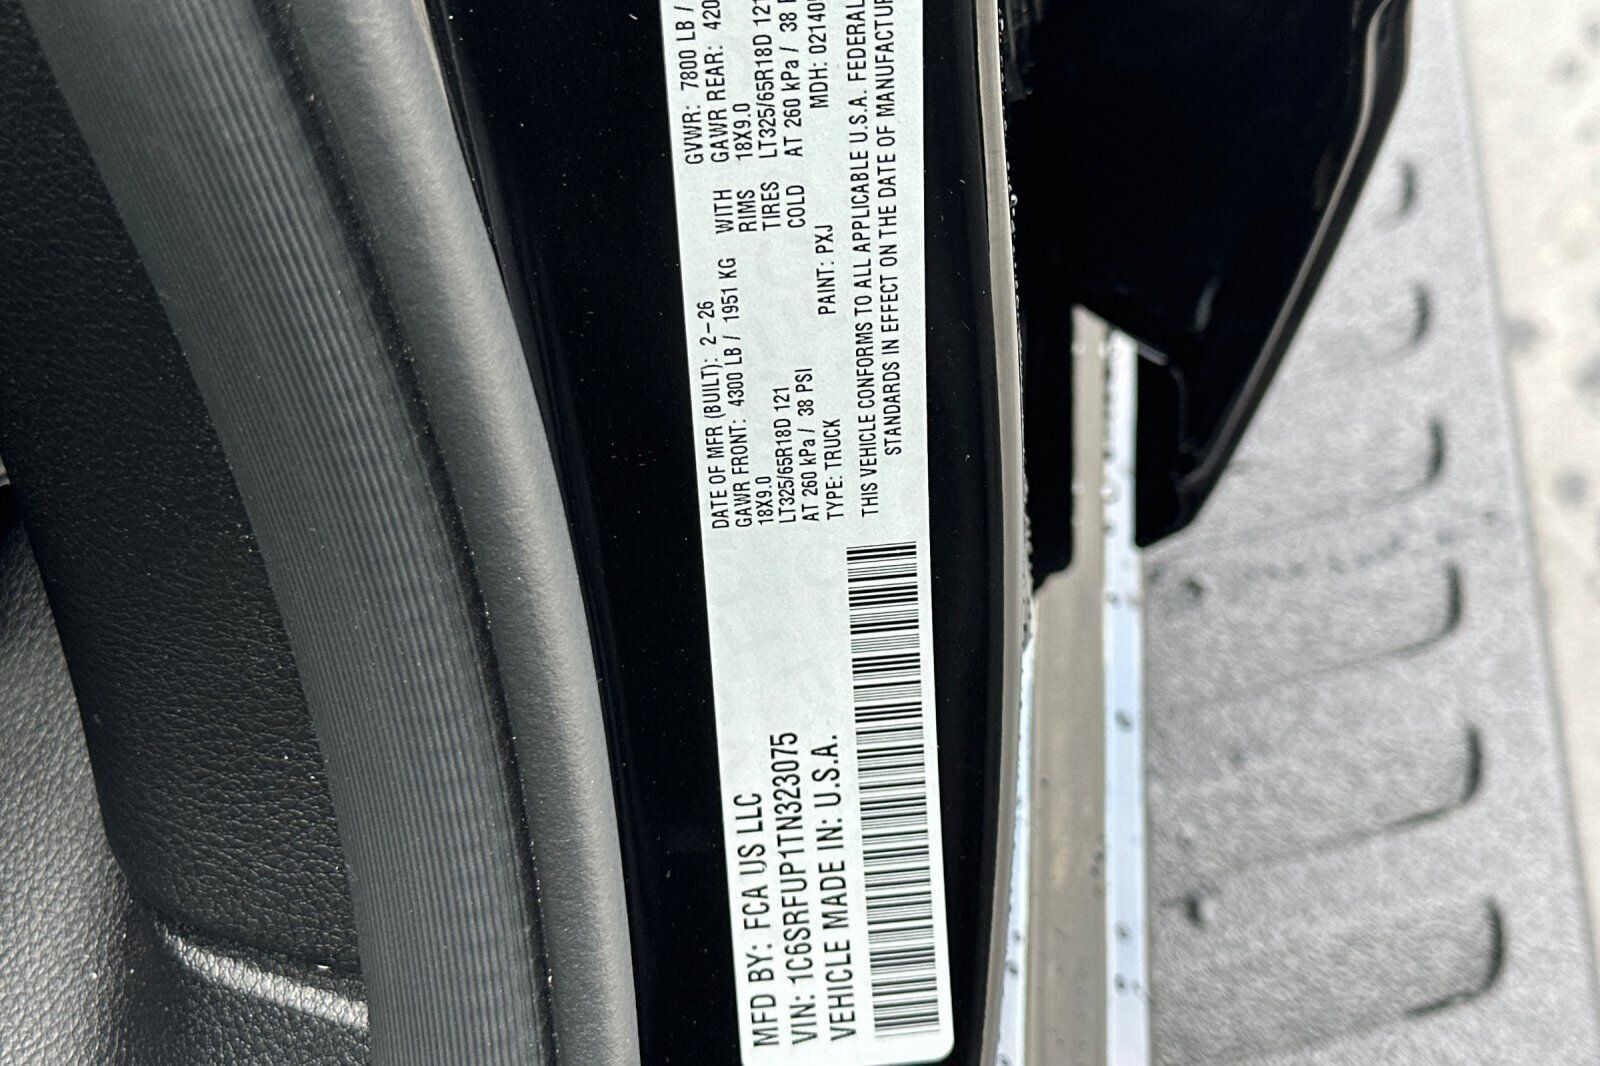 MFD BY: FCA US LLC
VIN: 1C6SRFUP1TN323075
VEHICLE MADE IN: U.S.A.
DATE OF MFR (BUILT): 2-26 GVWR: 7800 LB /
GAWR FRONT: 4300 LB / 1951 KG WITH GAWR REAR: 420
18X9.0 RIMS 18X9.0
LT325/65R18D 121 TIRES LT325/65R18D 121
AT 260 kPa / 38 PSI COLD AT 260 kPa / 38
TYPE: TRUCK PAINT: PXJ MDH: 02140
THIS VEHICLE CONFORMS TO ALL APPLICABLE U.S.A. FEDERAL
STANDARDS IN EFFECT ON THE DATE OF MANUFACTUR